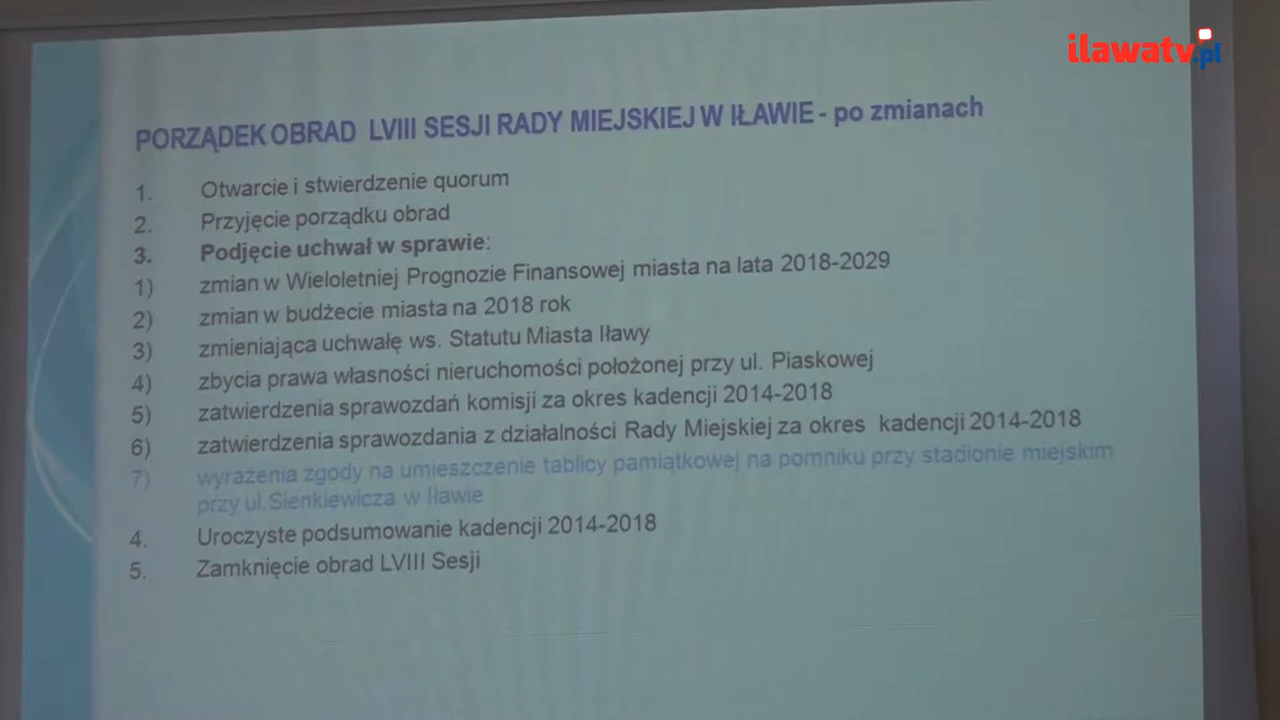 ilawatv.pl
PORZĄDEK OBRAD LVIII SESJI RADY MIEJSKIEJ W IŁAWIE - po zmianach
1. Otwarcie i stwierdzenie quorum
2. Przyjęcie porządku obrad
3. Podjęcie uchwał w sprawie:
1) zmian w Wieloletniej Prognozie Finansowej miasta na lata 2018-2029
2) zmian w budżecie miasta na 2018 rok
3) zmieniająca uchwałę ws. Statutu Miasta Iławy
4) zbycia prawa własności nieruchomości położonej przy ul. Piaskowej
5) zatwierdzenia sprawozdań komisji za okres kadencji 2014-2018
6) zatwierdzenia sprawozdania z działalności Rady Miejskiej za okres kadencji 2014-2018
7) wyrażenia zgody na umieszczenie tablicy pamiątkowej na pomniku przy stadionie miejskim
przy ul. Sienkiewicza w Iławie
4. Uroczyste podsumowanie kadencji 2014-2018
5. Zamknięcie obrad LVIII Sesji